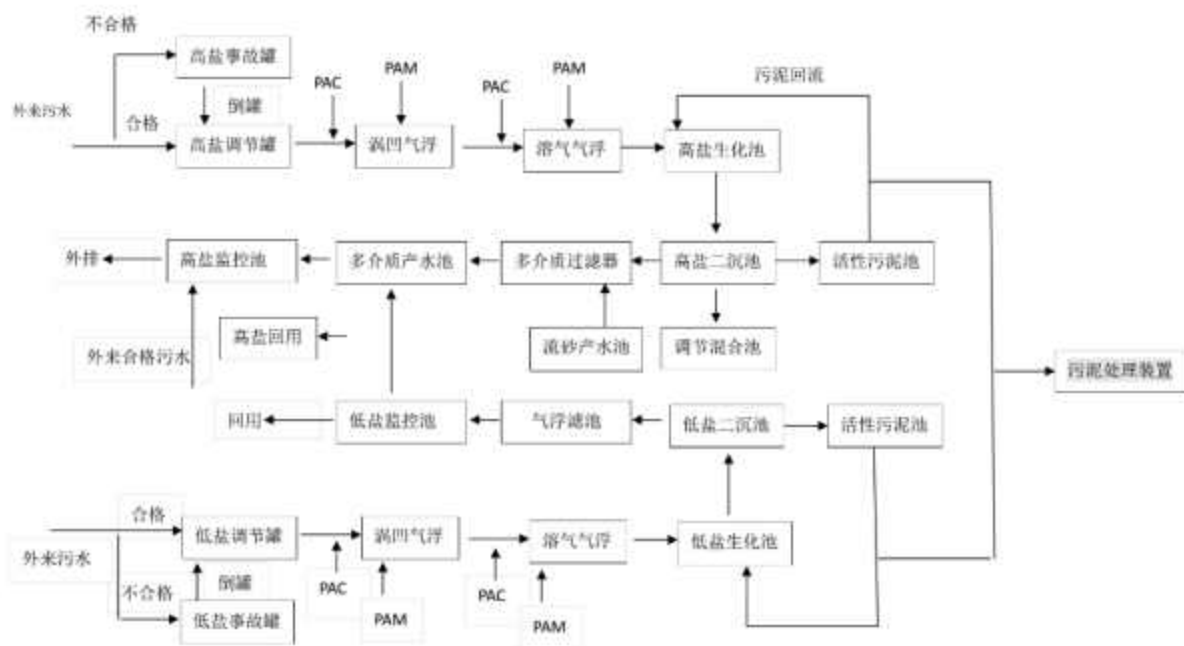 不合格
高盐事故罐
PAC
PAM
PAC
PAM
污泥回流
外来污水
合格
倒罐
高盐调节罐
涡凹气浮
溶气气浮
高盐生化池
外排
高盐监控池
多介质产水池
多介质过滤器
高盐二沉池
活性污泥池
外来合格污水
高盐回用
流砂产水池
调节混合池
污泥处理装置
回用
低盐监控池
气浮滤池
低盐二沉池
活性污泥池
合格
外来污水
低盐调节罐
涡凹气浮
溶气气浮
低盐生化池
不合格
倒罐
PAC
PAM
PAC
PAM
低盐事故罐